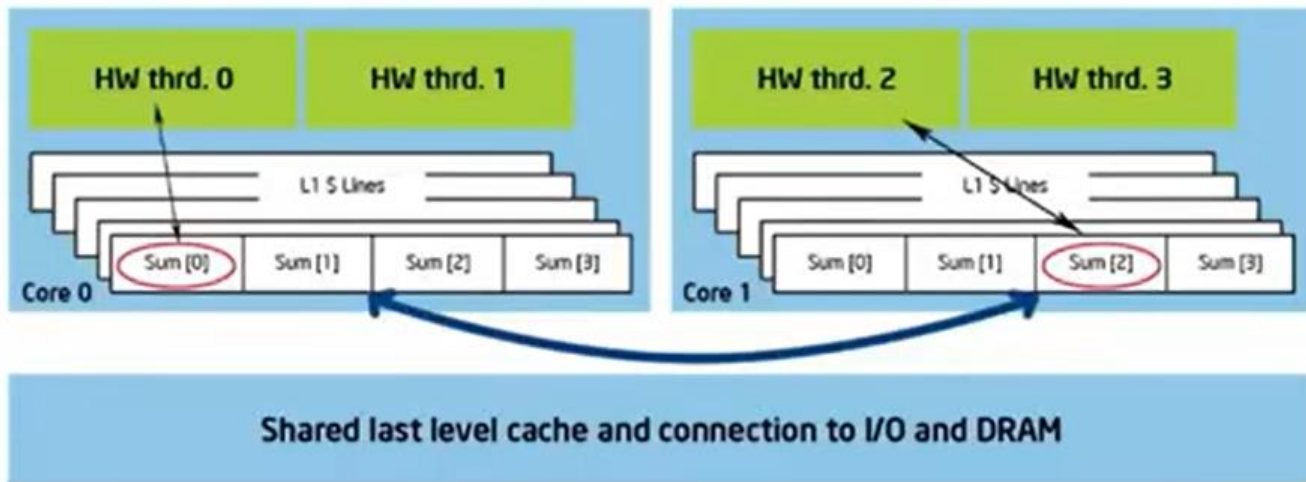 HW thrd. 0
HW thrd. 1
L1 $ Lines
Sum [0]
Sum [1]
Sum [2]
Sum [3]
Core 0
HW thrd. 2
HW thrd. 3
L1 $ Lines
Sum [0]
Sum [1]
Sum [2]
Sum [3]
Core 1
Shared last level cache and connection to I/O and DRAM